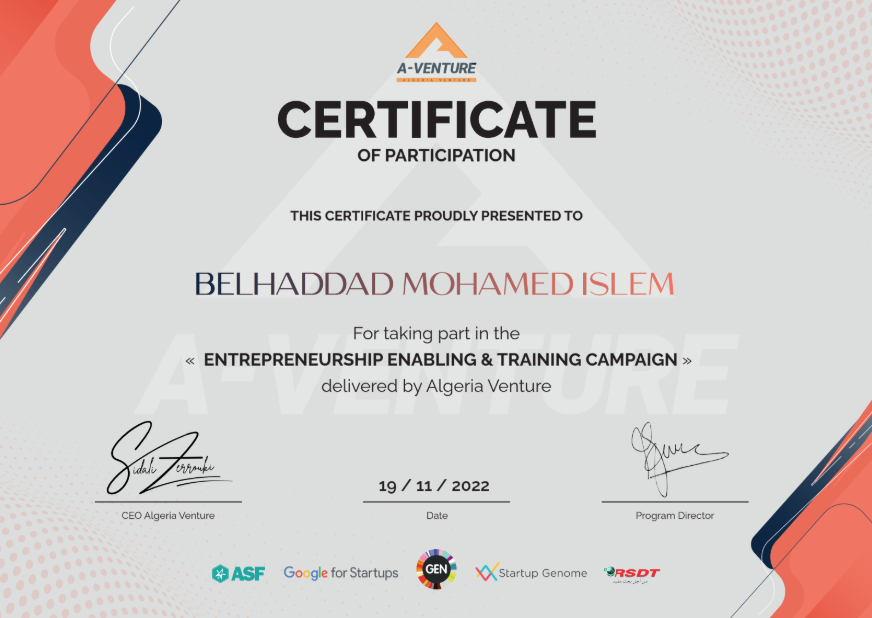 A-VENTURE
ALGERIA VENTURE
CERTIFICATE
OF PARTICIPATION
THIS CERTIFICATE PROUDLY PRESENTED TO
BELHADDAD MOHAMED ISLEM
For taking part in the
« ENTREPRENEURSHIP ENABLING & TRAINING CAMPAIGN »
delivered by Algeria Venture
A-VENTURE
Sidali Zerrouki
19 / 11 / 2022
CEO Algeria Venture
Date
Program Director
ASF
Google for Startups
GEN
Startup Genome
RSDT